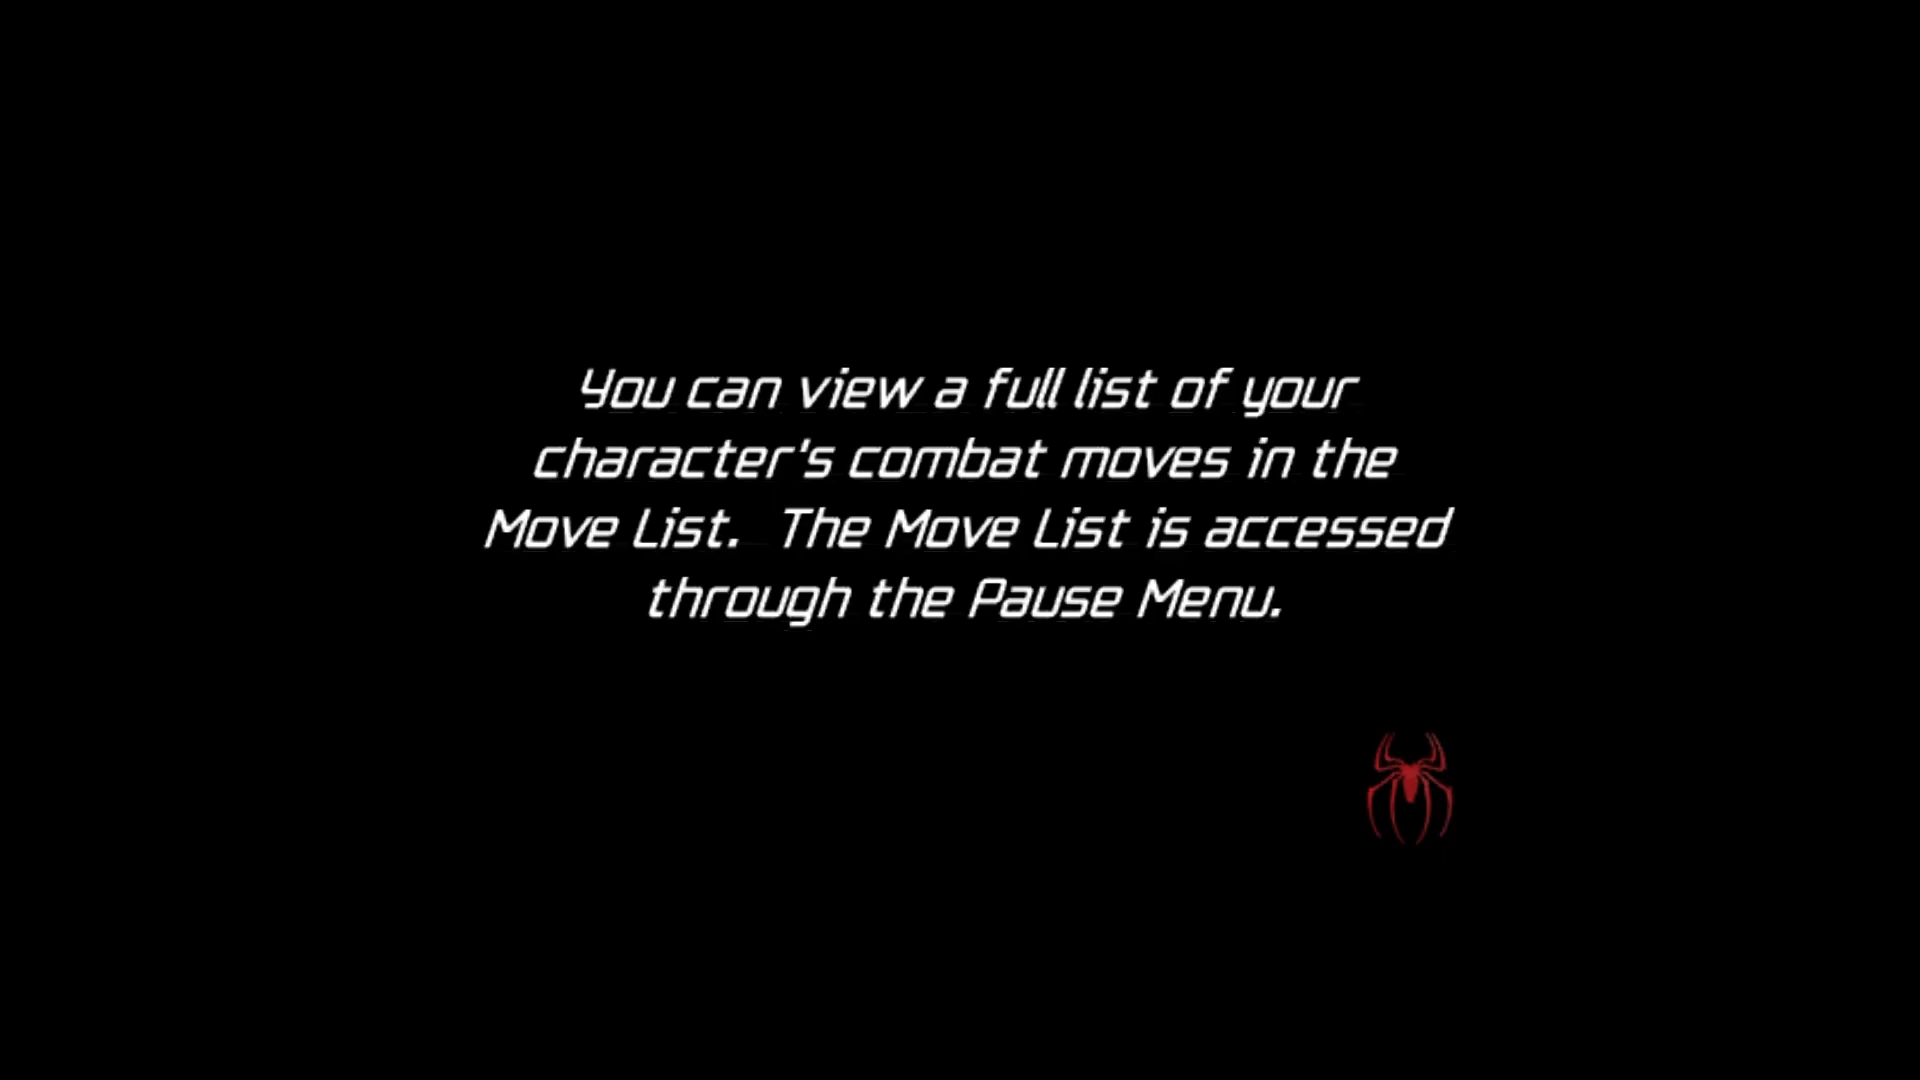 You can view a full list of your
character's combat moves in the
Move List.  The Move List is accessed
through the Pause Menu.